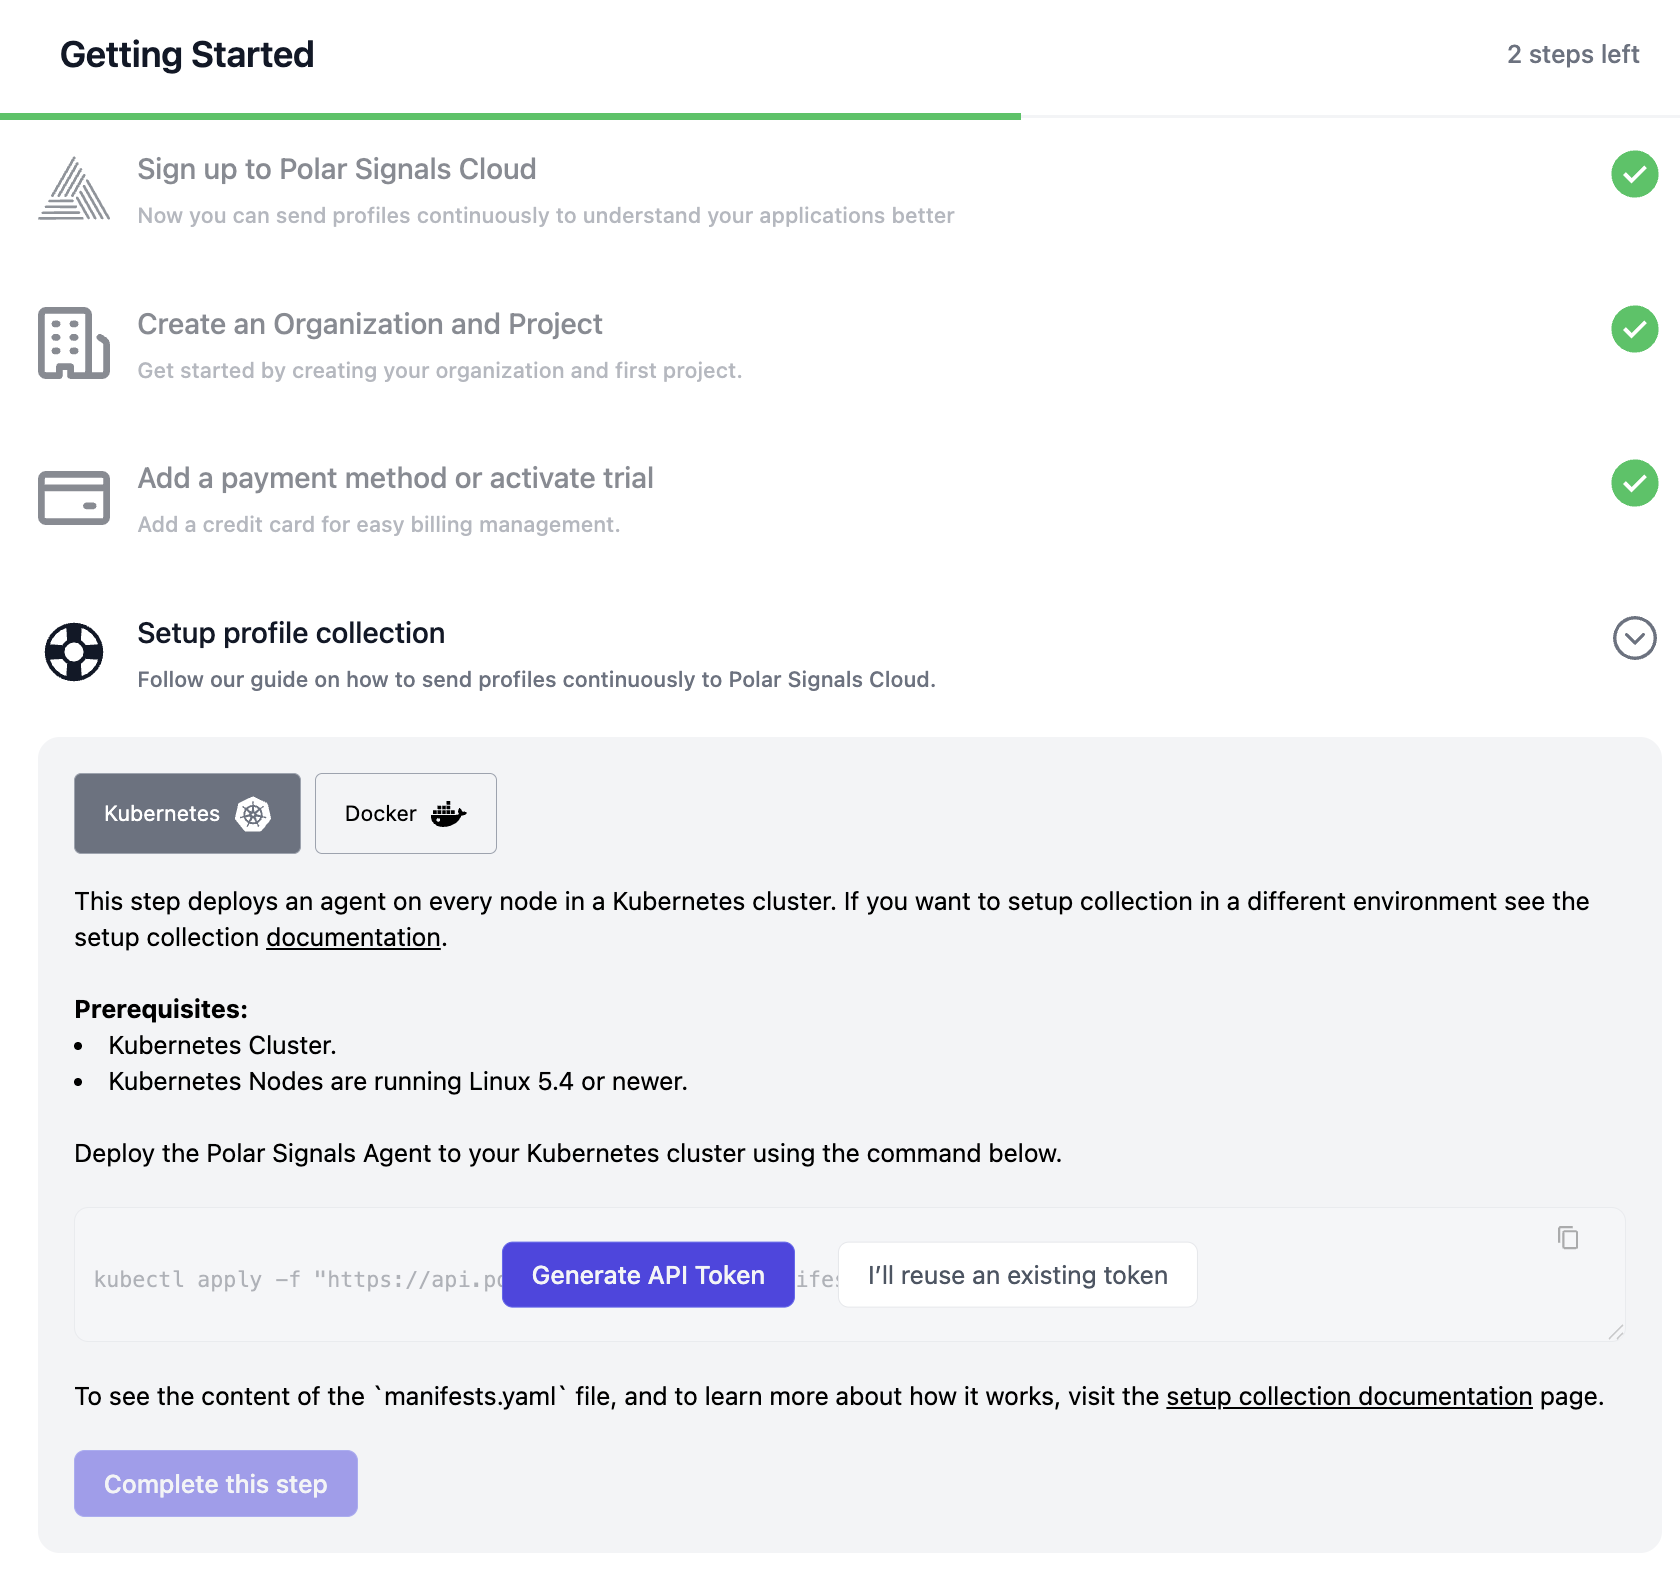 Getting Started
2 steps left
Sign up to Polar Signals Cloud
Now you can send profiles continuously to understand your applications better
Create an Organization and Project
Get started by creating your organization and first project.
Add a payment method or activate trial
Add a credit card for easy billing management.
Setup profile collection
Follow our guide on how to send profiles continuously to Polar Signals Cloud.
Kubernetes
Docker
This step deploys an agent on every node in a Kubernetes cluster. If you want to setup collection in a different environment see the
setup collection documentation.
Prerequisites:
• Kubernetes Cluster.
• Kubernetes Nodes are running Linux 5.4 or newer.
Deploy the Polar Signals Agent to your Kubernetes cluster using the command below.
kubectl apply -f "https://api.
Generate API Token
I’ll reuse an existing token
To see the content of the `manifests.yaml` file, and to learn more about how it works, visit the setup collection documentation page.
Complete this step